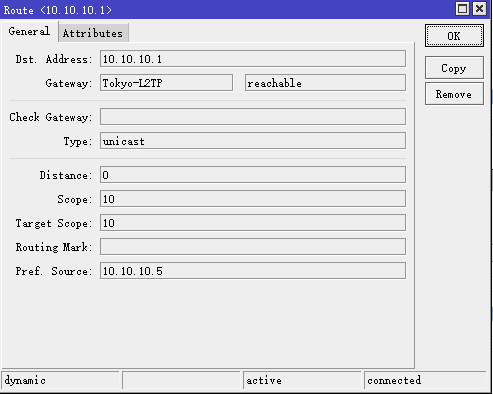 Route <10.10.10.1>
General Attributes
Dst. Address: 10.10.10.1
Gateway: Tokyo-L2TP reachable
Check Gateway:
Type: unicast
Distance: 0
Scope: 10
Target Scope: 10
Routing Mark:
Pref. Source: 10.10.10.5
OK
Copy
Remove
dynamic active connected